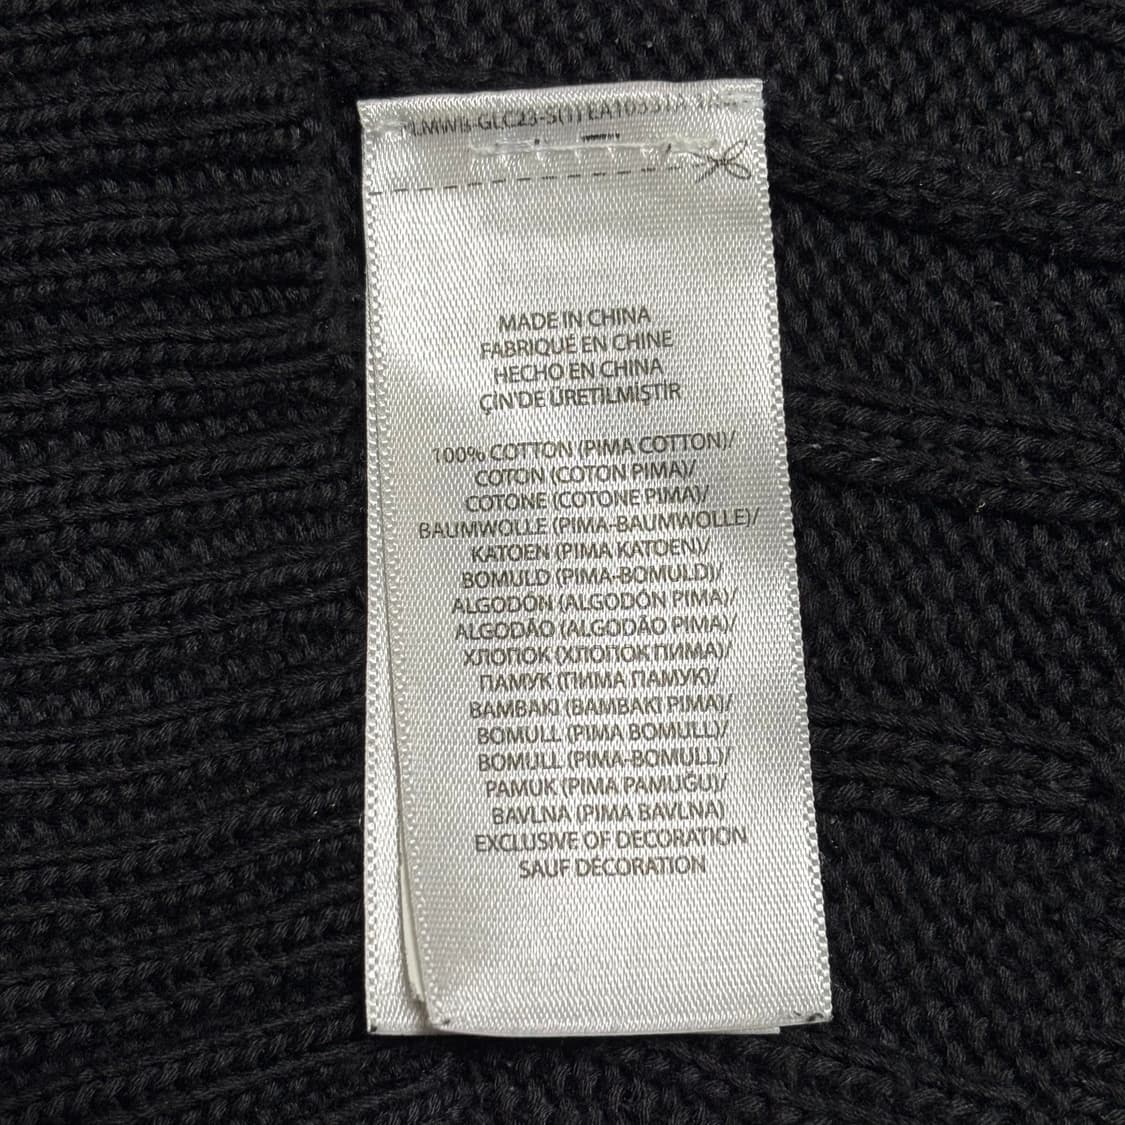 MADE IN CHINA
FABRIQUÉ EN CHINE
HECHO EN CHINA
ÇİN'DE ÜRETİLMİŞTİR
100% COTTON (PIMA COTTON)/
COTON (COTON PIMA)/
COTONE (COTONE PIMA)/
BAUMWOLLE (PIMA-BAUMWOLLE)/
KATOEN (PIMA KATOEN)/
BOMULD (PIMA-BOMULD)/
ALGODÓN (ALGODÓN PIMA)/
ALGODÃO (ALGODÃO PIMA)/
ХЛОПОК (ХЛОПОК ПИМА)/
ПАМУК (ПИМА ПАМУК)/
BAMBAKI (BAMBAKI PIMA)/
BOMULL (PIMA BOMULL)/
BOMULL (PIMA-BOMULL)/
PAMUK (PIMA PAMUĞU)/
BAVLNA (PIMA BAVLNA)
EXCLUSIVE OF DECORATION
SAUF DÉCORATION